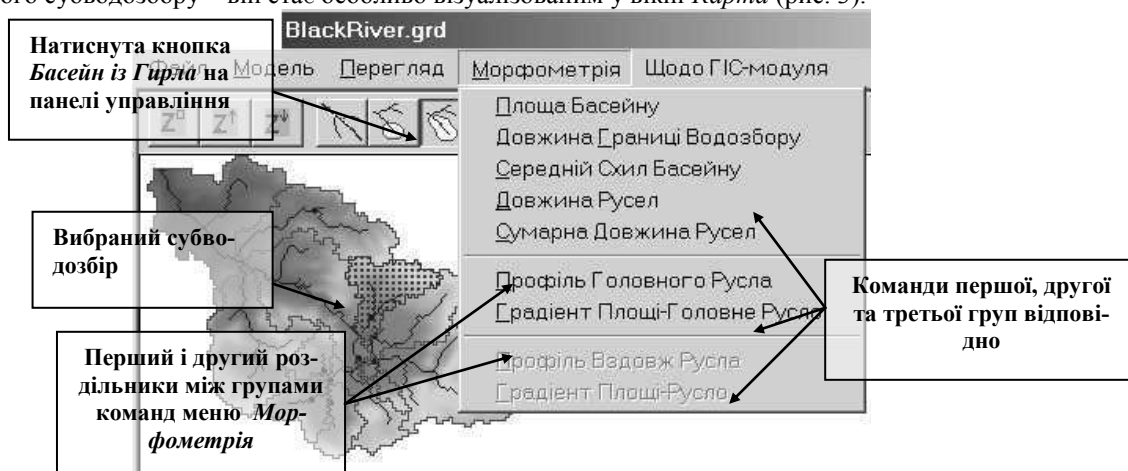 ого субводозбору – він стає особливо візуалізованим у вікні Карта (рис. 3).
BlackRiver.grd
Натиснута кнопка
Басейн із Гирла на
панелі управління
Файл Модель Перегляд Морфометрія Щодо ГІС-модуля
Площа Басейну
Довжина Границі Водозбору
Середній Схил Басейну
Довжина Русел
Сумарна Довжина Русел
Профіль Головного Русла
Градієнт Площі-Головне Русло
Профіль Вздовж Русла
Градієнт Площі-Русло
Вибраний субво-
дозбір
Перший і другий роз-
дільники між групами
команд меню Мор-
фометрія
Команди першої, другої
та третьої груп відпові-
дно